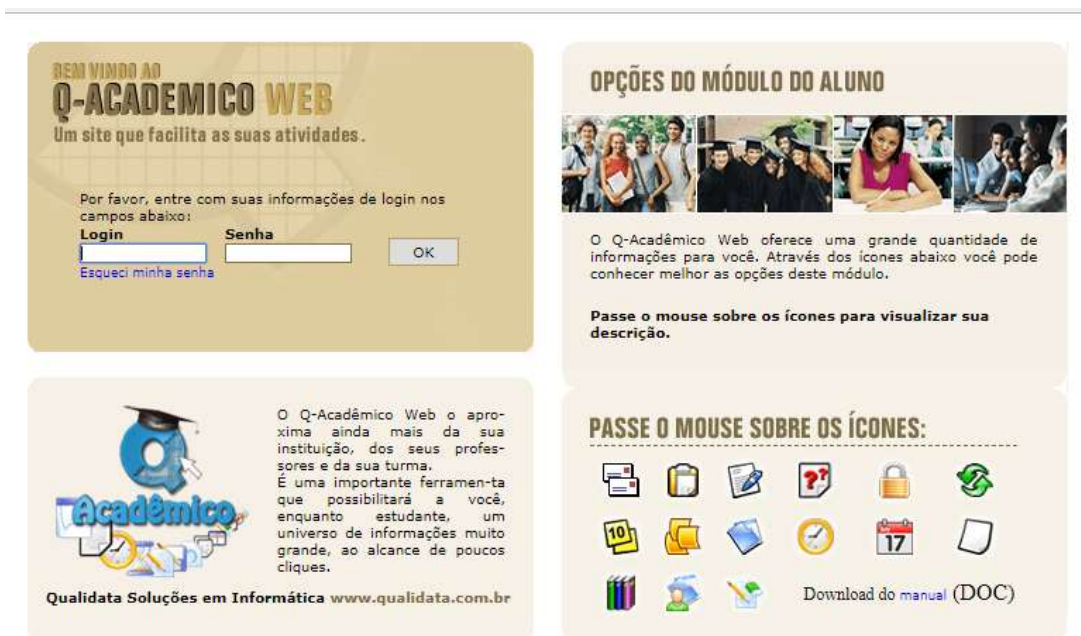 BEM VINDO AO
Q-ACADEMICO WEB
Um site que facilita as suas atividades.
Por favor, entre com suas informações de login nos
campos abaixo:
Login Senha
OK
Esqueci minha senha
OPÇÕES DO MÓDULO DO ALUNO
O Q-Acadêmico Web oferece uma grande quantidade de
informações para você. Através dos ícones abaixo você pode
conhecer melhor as opções deste módulo.
Passe o mouse sobre os ícones para visualizar sua
descrição.
Q
Acadêmico
O Q-Acadêmico Web o apro-
xima ainda mais da sua
instituição, dos seus profes-
sores e da sua turma.
É uma importante ferramen-ta
que possibilitará a você,
enquanto estudante, um
universo de informações muito
grande, ao alcance de poucos
cliques.
Qualidata Soluções em Informática www.qualidata.com.br
PASSE O MOUSE SOBRE OS ÍCONES:
??
10
17
Download do manual (DOC)